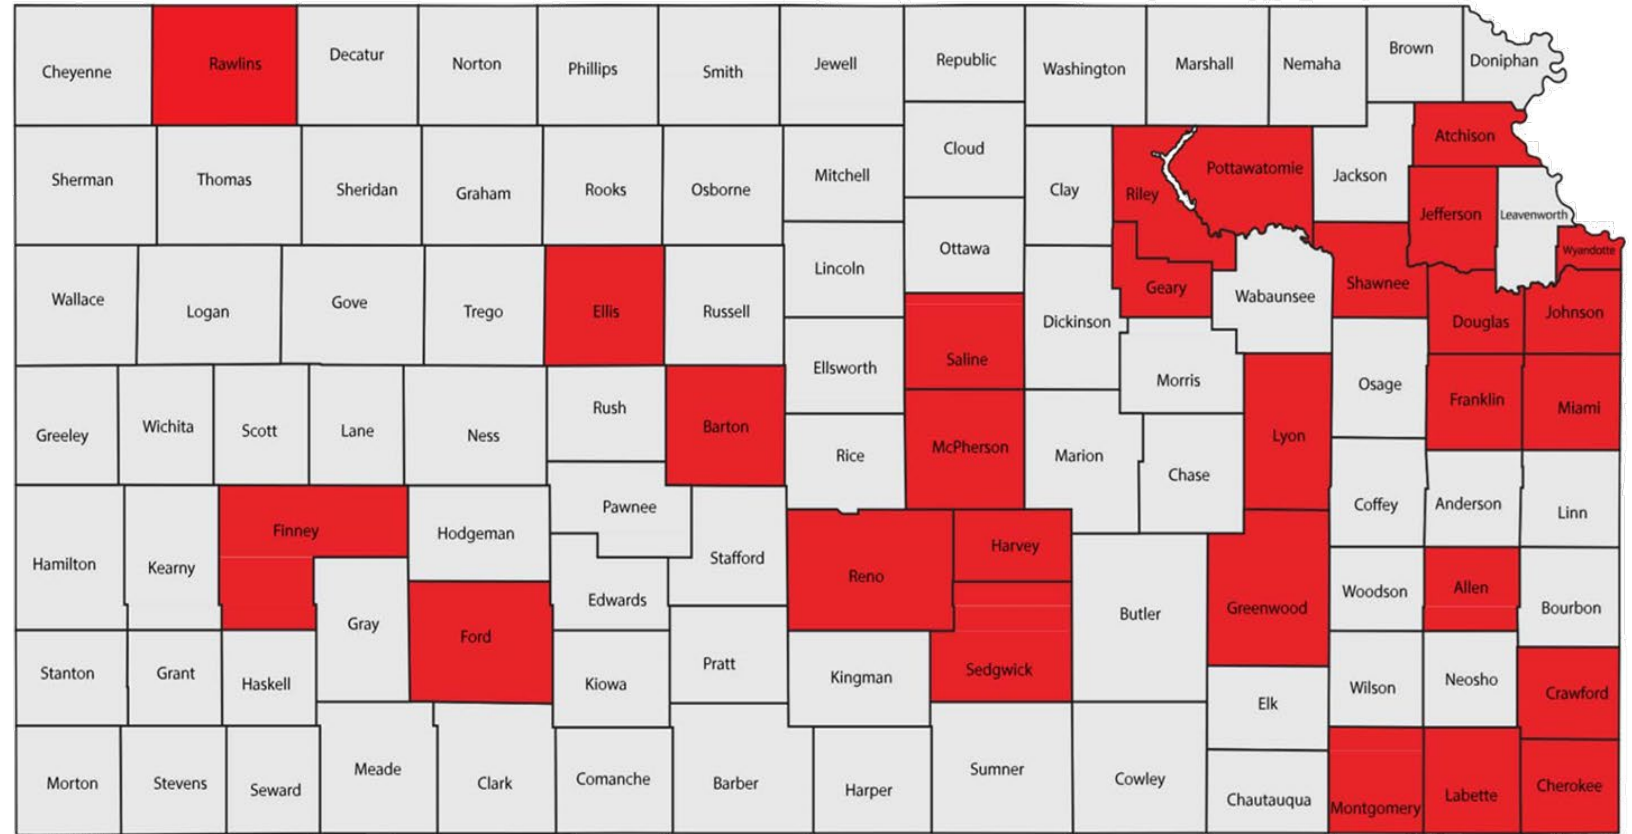 Cheyenne
Rawlins
Decatur
Norton
Phillips
Smith
Jewell
Republic
Washington
Marshall
Nemaha
Brown
Doniphan
Sherman
Thomas
Sheridan
Graham
Rooks
Osborne
Mitchell
Cloud
Clay
Riley
Pottawatomie
Jackson
Atchison
Jefferson
Leavenworth
Wyandotte
Wallace
Logan
Gove
Trego
Ellis
Russell
Lincoln
Ottawa
Dickinson
Geary
Wabaunsee
Shawnee
Douglas
Johnson
Ellsworth
Saline
Morris
Osage
Franklin
Miami
Greeley
Wichita
Scott
Lane
Ness
Rush
Barton
Rice
McPherson
Marion
Chase
Lyon
Coffey
Anderson
Linn
Hamilton
Kearny
Finney
Hodgeman
Pawnee
Stafford
Reno
Harvey
Butler
Greenwood
Woodson
Allen
Bourbon
Gray
Ford
Edwards
Stanton
Grant
Haskell
Kiowa
Pratt
Kingman
Sedgwick
Elk
Wilson
Neosho
Crawford
Morton
Stevens
Seward
Meade
Clark
Comanche
Barber
Harper
Sumner
Cowley
Chautauqua
Montgomery
Labette
Cherokee